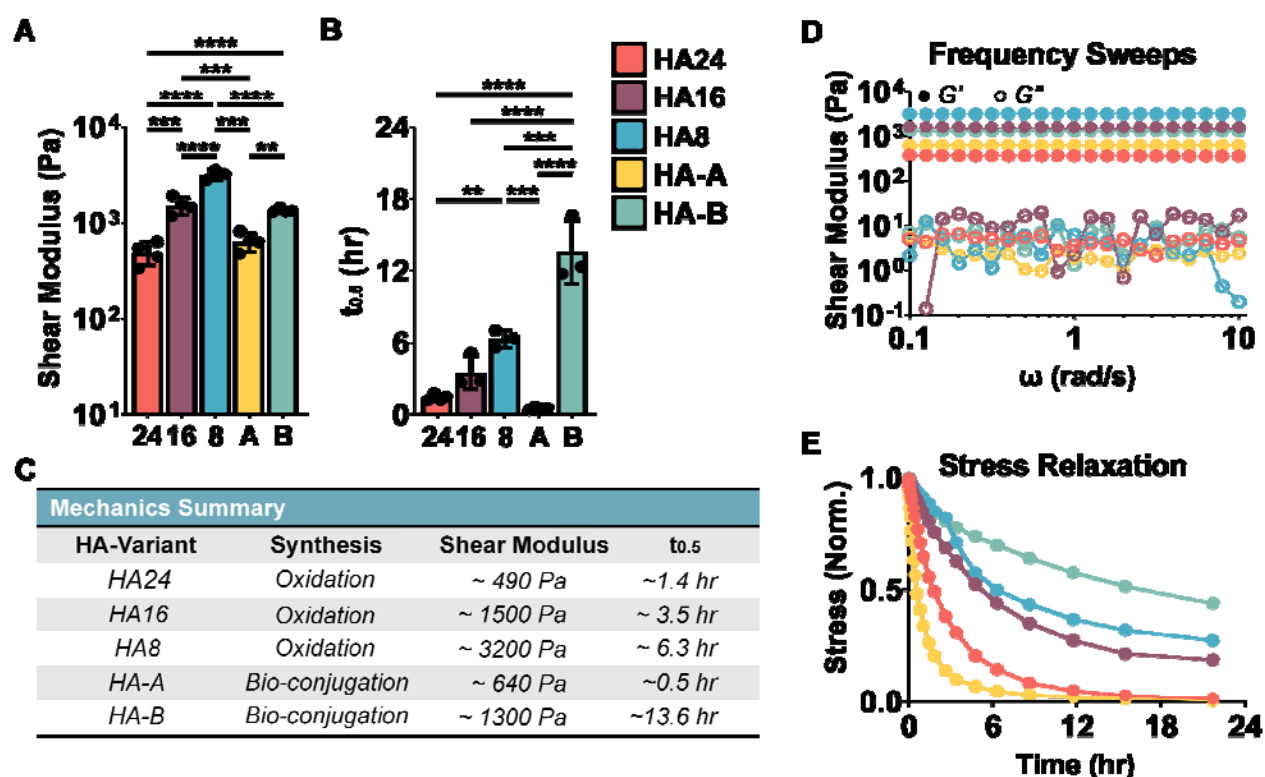 A
****
***
**** ****
*** ***
**** **
Shear Modulus (Pa)
10⁴
10³
10²
10¹
24 16 8 A B
B
****
****
***
****
** ***
t0.5 (hr)
24
18
12
6
0
24 16 8 A B
HA24
HA16
HA8
HA-A
HA-B
C
Mechanics Summary
HA-Variant Synthesis Shear Modulus t0.5
HA24 Oxidation ~ 490 Pa ~1.4 hr
HA16 Oxidation ~ 1500 Pa ~ 3.5 hr
HA8 Oxidation ~ 3200 Pa ~ 6.3 hr
HA-A Bio-conjugation ~ 640 Pa ~0.5 hr
HA-B Bio-conjugation ~ 1300 Pa ~13.6 hr
D
Frequency Sweeps
G' G"
Shear Modulus (Pa)
10⁴
10³
10²
10¹
10⁰
10⁻¹
0.1 1 10
ω (rad/s)
E
Stress Relaxation
Stress (Norm.)
1.0
0.5
0.0
0 6 12 18 24
Time (hr)